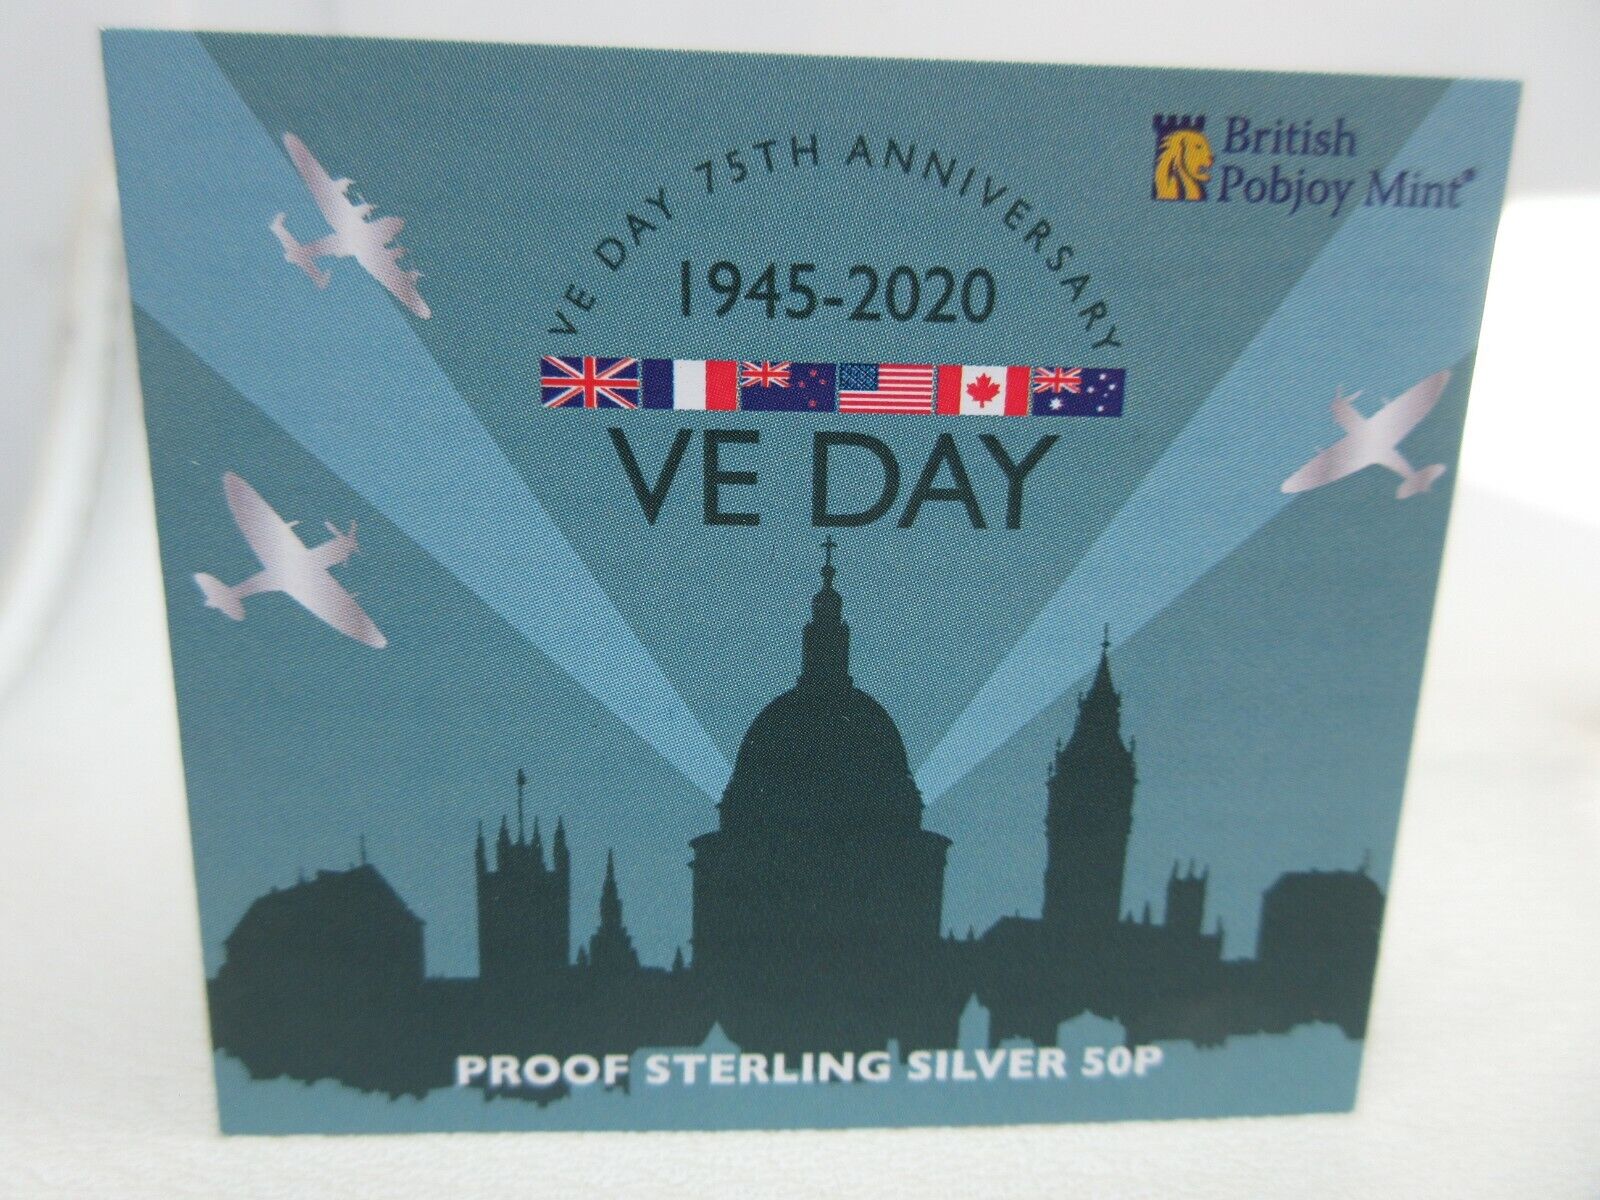 British
Pobjoy Mint®
VE DAY 75TH ANNIVERSARY
1945-2020
VE DAY
PROOF STERLING SILVER 50P